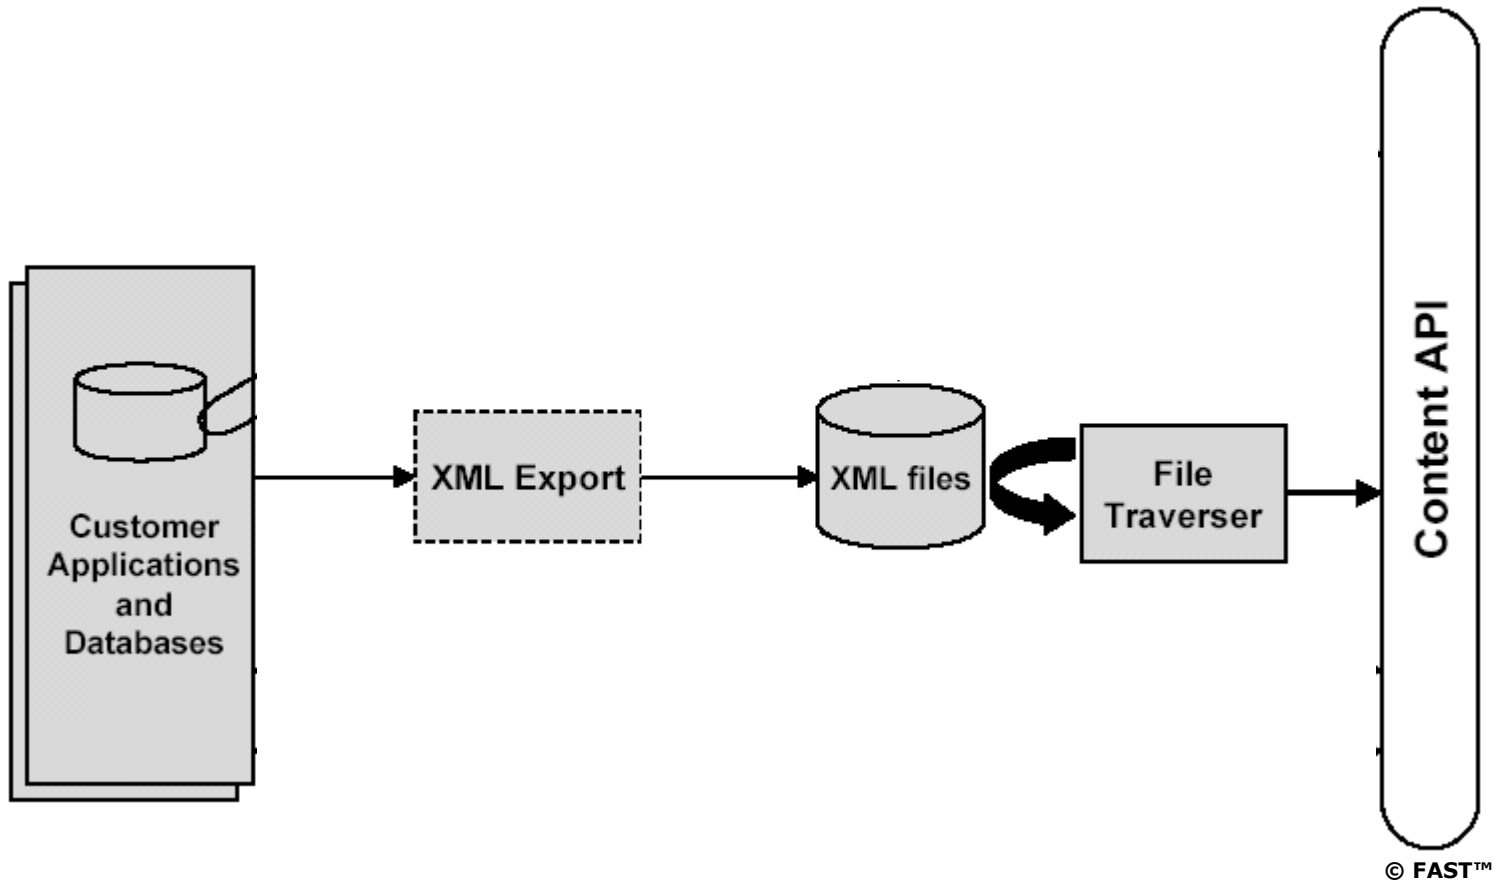 Customer
Applications
and
Databases
XML Export
XML files
File
Traverser
Content API
© FAST™